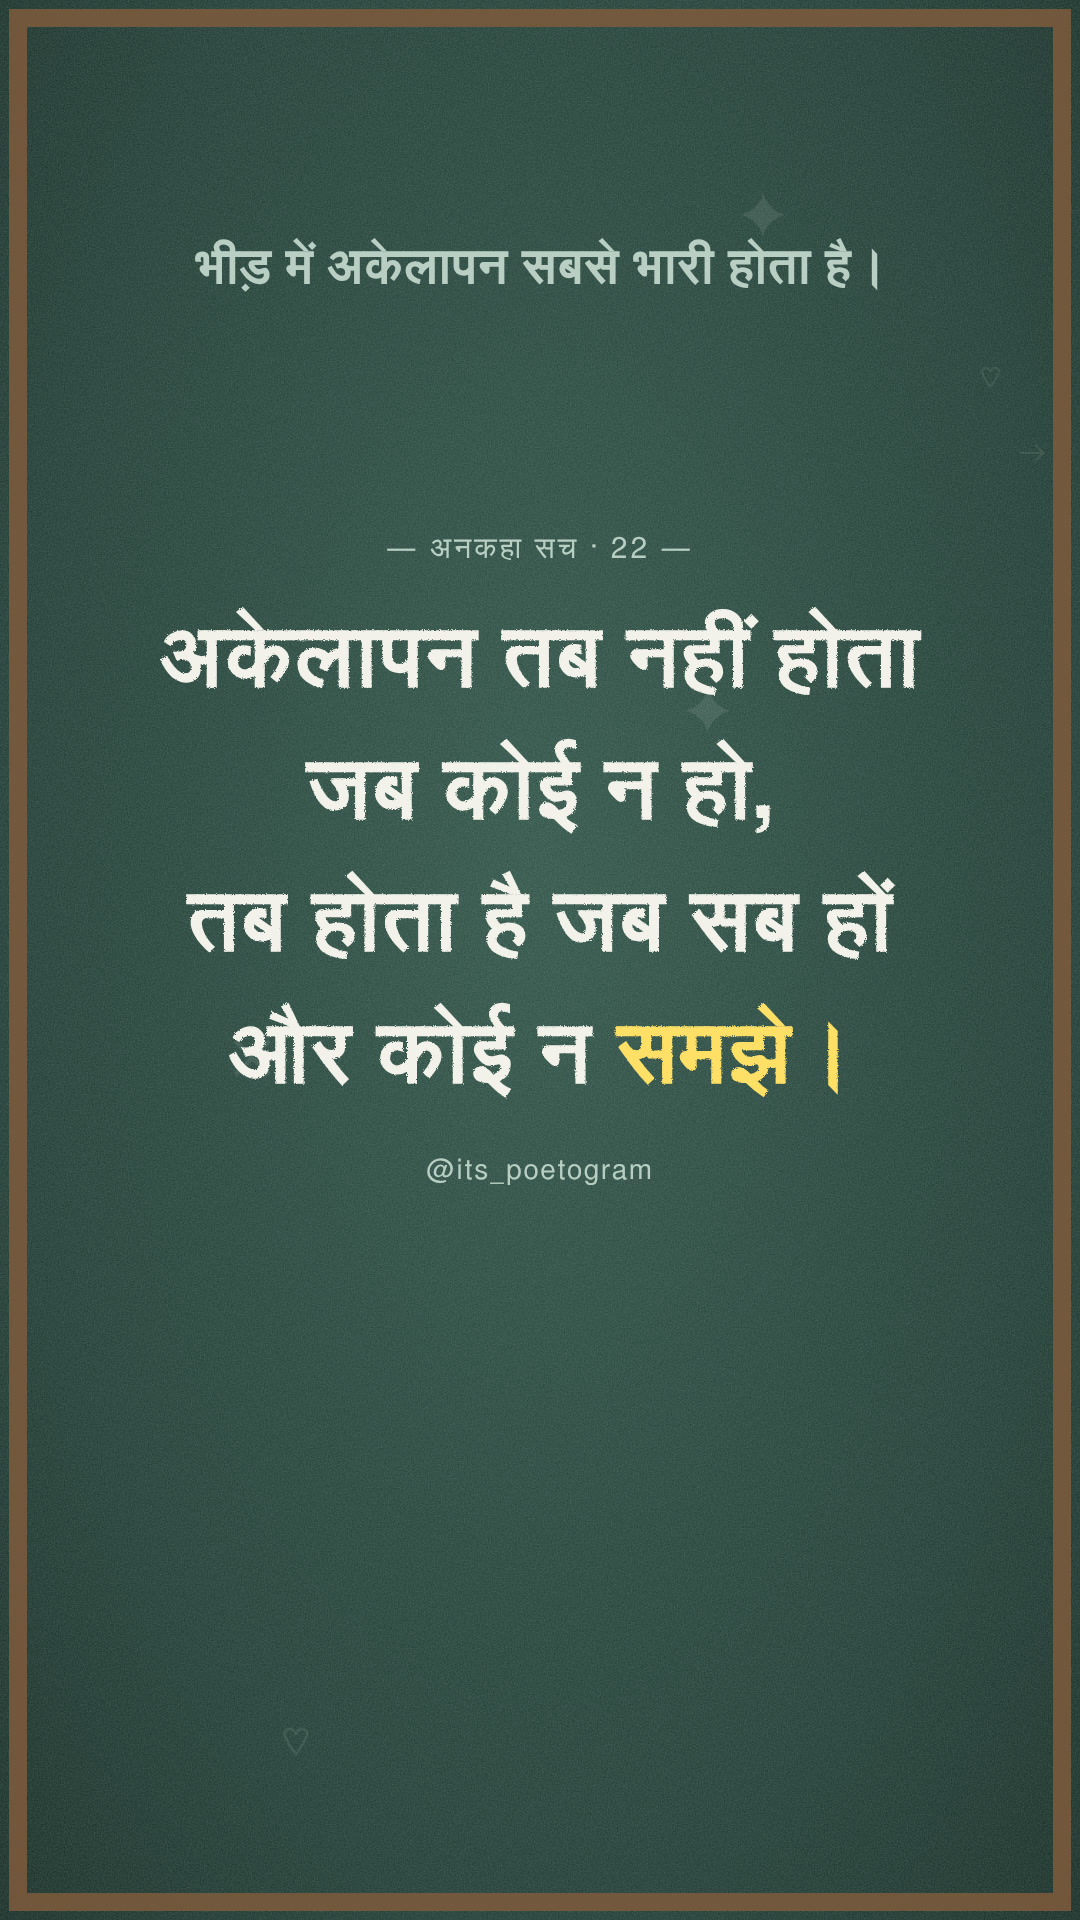 भीड़ में अकेलापन सबसे भारी होता है।
— अनकहा सच · 22 —
अकेलापन तब नहीं होता
जब कोई न हो,
तब होता है जब सब हों
और कोई न समझे।
@its_poetogram